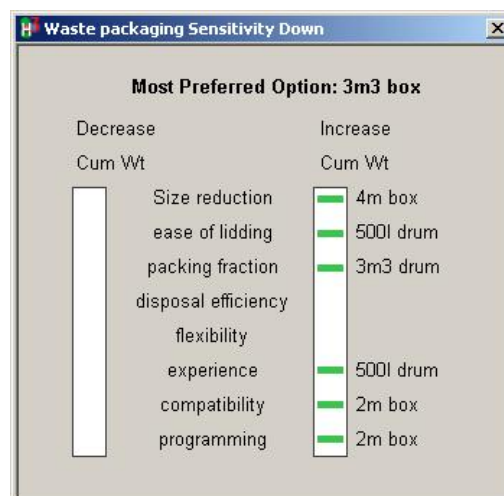 Waste packaging Sensitivity Down
Most Preferred Option: 3m3 box
Decrease Increase
Cum Wt Cum Wt
Size reduction 4m box
ease of lidding 500l drum
packing fraction 3m3 drum
disposal efficiency
flexibility
experience 500l drum
compatibility 2m box
programming 2m box